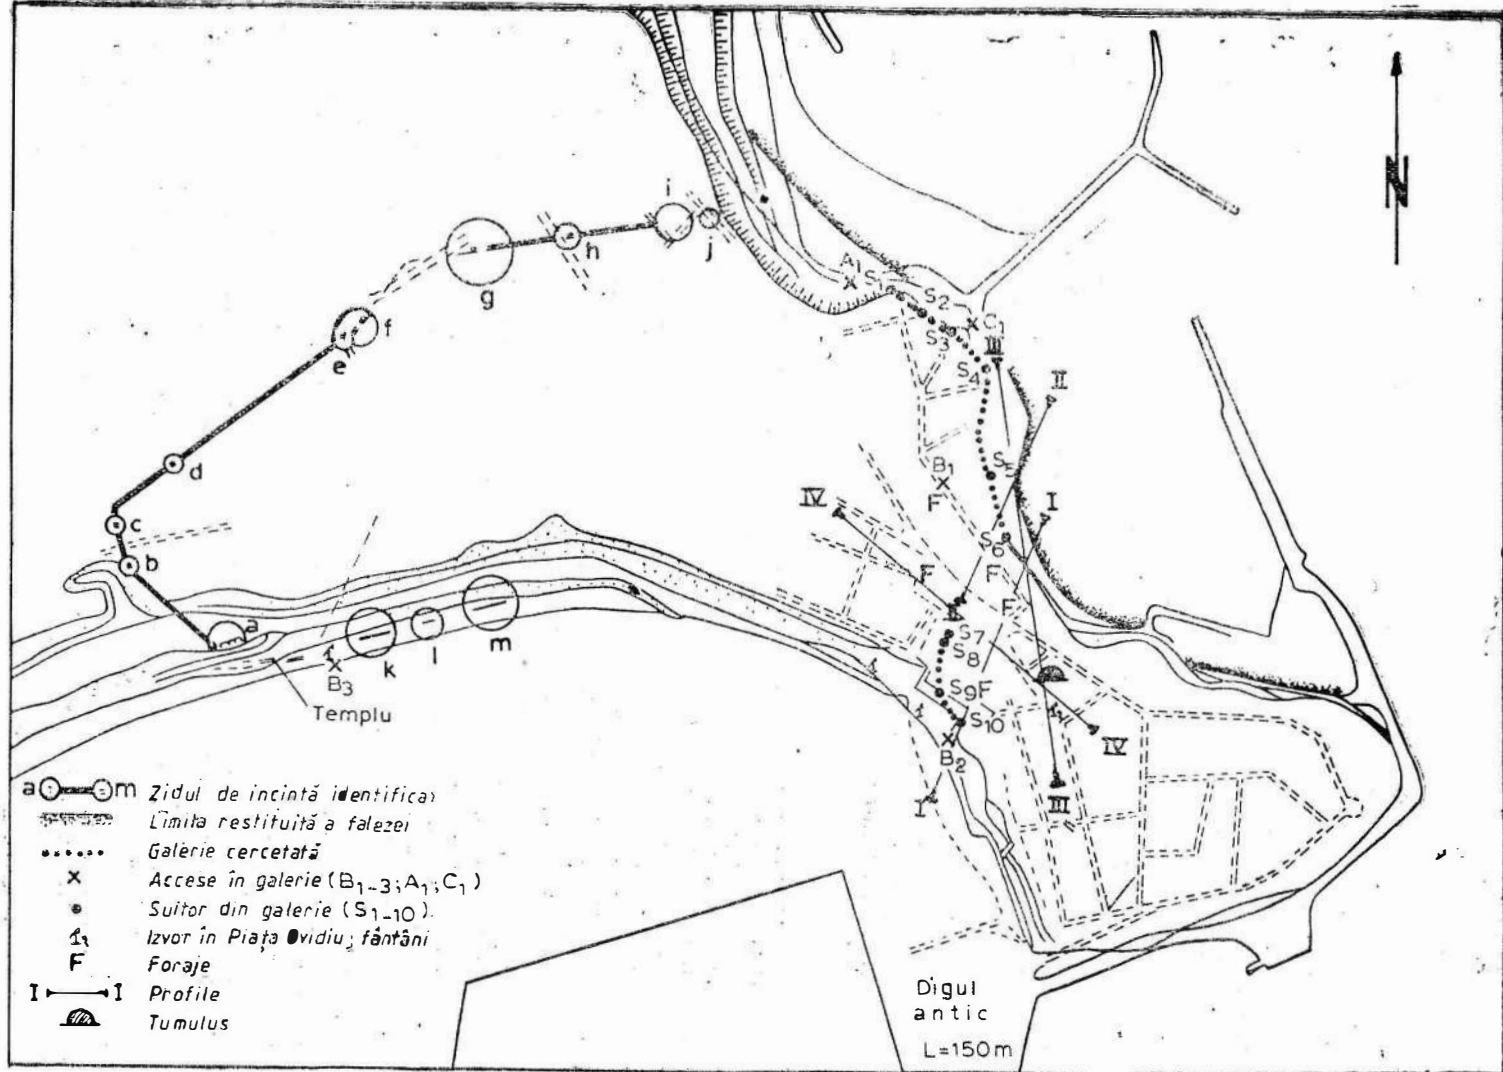 N
i
j
h
g
f
e
d
c
b
a
k
l
m
A1
S1
S2
C1
S3
III
S4
II
B1
S5
F
IV
I
S6
F
F
F
II
S7
S8
S9 F
S10
B2
IV
III
I
B3
Templu
a m Zidul de incintă identificat
Limita restituită a falezei
Galerie cercetată
x Accese în galerie (B1-3; A1; C1)
Suitor din galerie (S1-10).
Izvor în Piața Ovidiu; fântâni
F Foraje
I I Profile
Tumulus
Digul
antic
L=150m